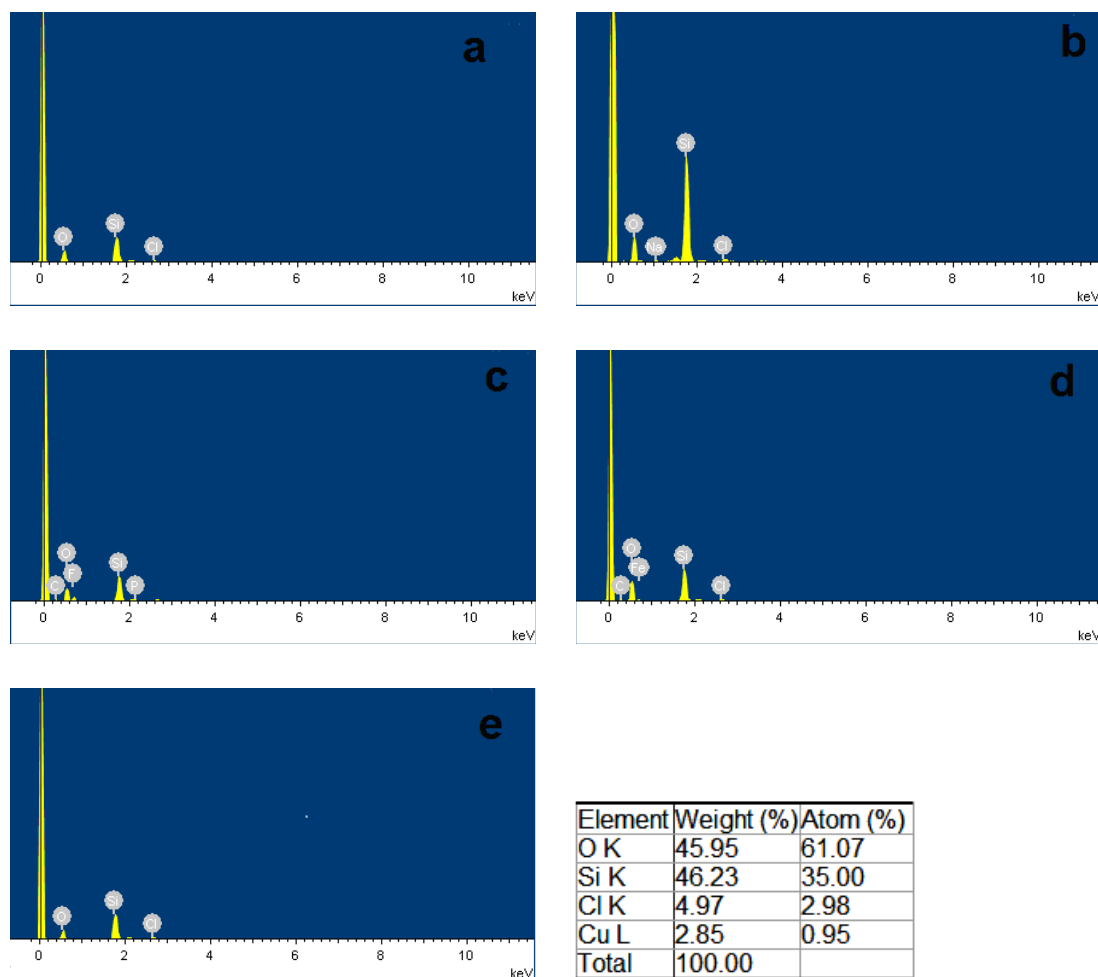 a
O Si Cl
0 2 4 6 8 10
keV
b
Si
O Na Cl
0 2 4 6 8 10
keV
c
O
F Si
C P
0 2 4 6 8 10
keV
d
O
Fe Si
C Cl
0 2 4 6 8 10
keV
e
O Si Cl
0 2 4 6 8 10
keV
Element Weight (%) Atom (%)
O K 45.95 61.07
Si K 46.23 35.00
Cl K 4.97 2.98
Cu L 2.85 0.95
Total 100.00